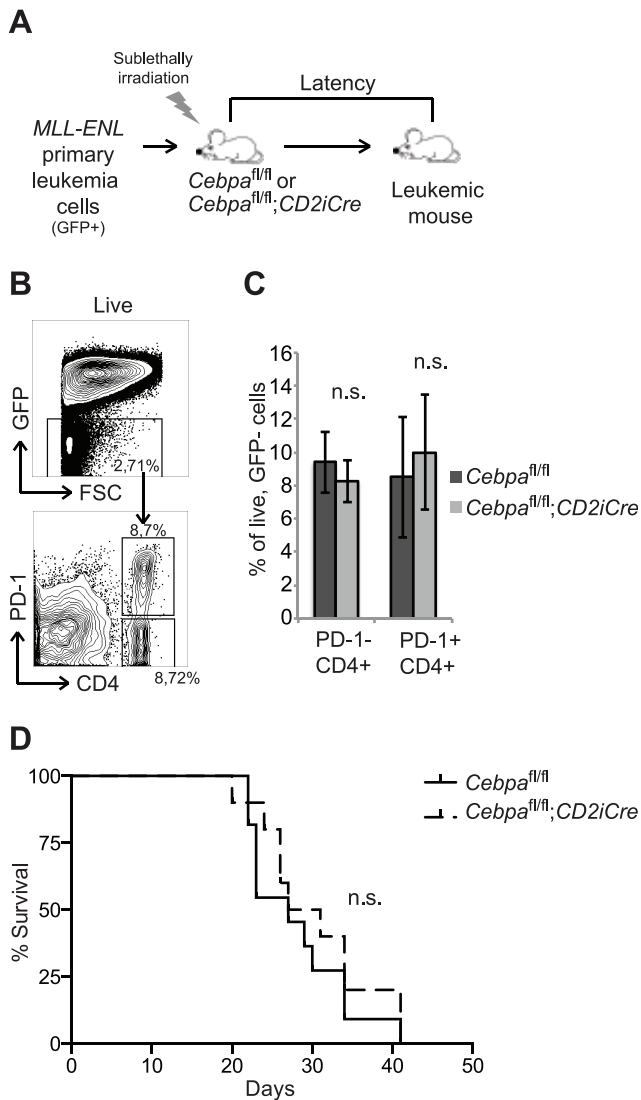 A
Sublethally
irradiation
Latency
MLL-ENL
primary
leukemia
cells
(GFP+)
Cebpafl/fl or
Cebpafl/fl;CD2iCre
Leukemic
mouse
B
Live
GFP
2,71%
FSC
8,7%
PD-1
CD4
8,72%
C
% of live, GFP- cells
16
14
12
10
8
6
4
2
0
n.s.
n.s.
PD-1-
CD4+
PD-1+
CD4+
Cebpafl/fl
Cebpafl/fl;CD2iCre
D
% Survival
100
75
50
25
0
n.s.
Cebpafl/fl
Cebpafl/fl;CD2iCre
0 10 20 30 40 50
Days